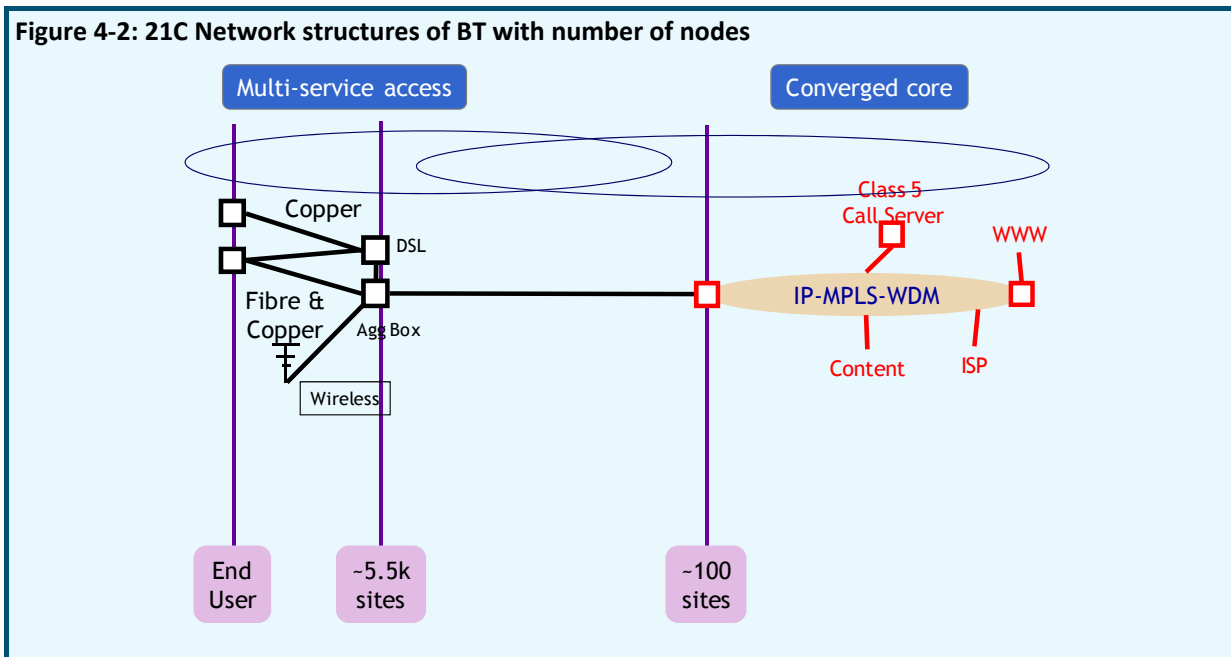 Figure 4-2: 21C Network structures of BT with number of nodes
Multi-service access
Converged core
Class 5
Call Server
Copper
DSL
WWW
Fibre &
Copper
Agg Box
IP-MPLS-WDM
Wireless
Content
ISP
End
User
~5.5k
sites
~100
sites